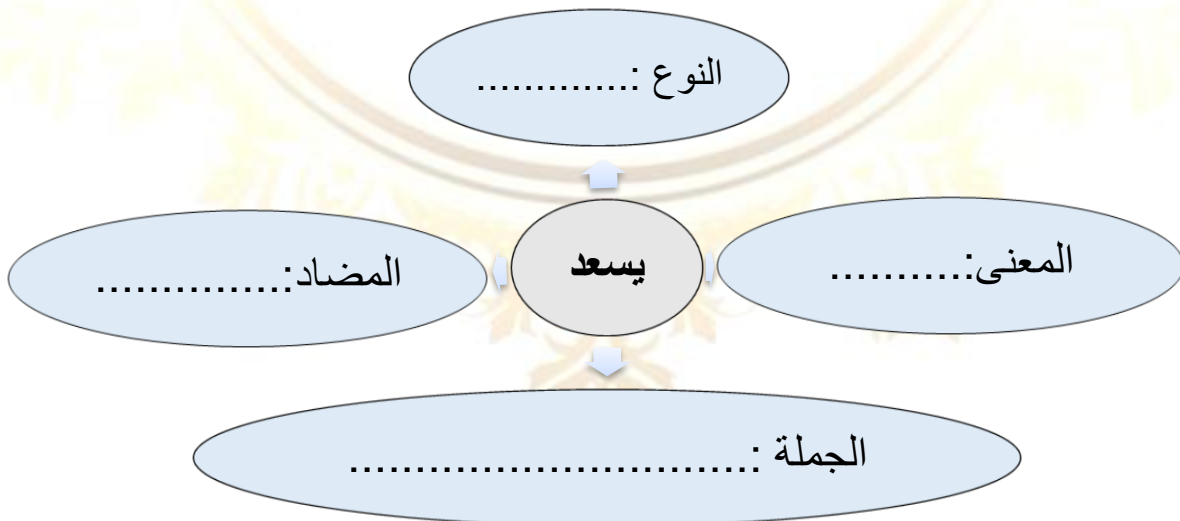 النوع :.............
المعنى:..........
يسعد
المضاد:...............
الجملة :..............................